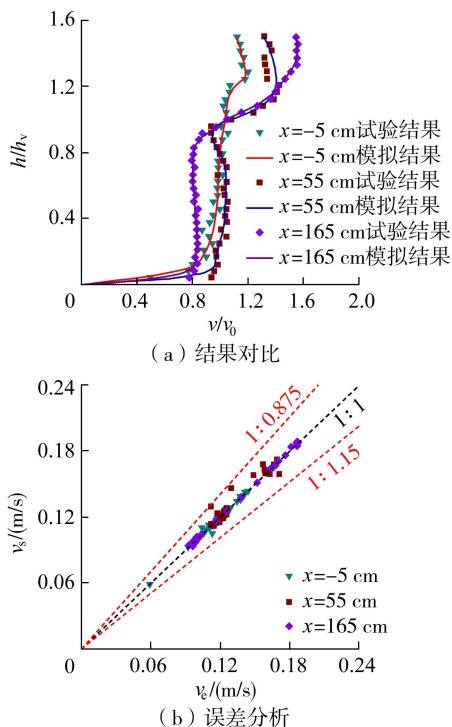 1.6
1.2
h/hv
0.8
0.4
x=−5 cm试验结果
x=−5 cm模拟结果
x=55 cm试验结果
x=55 cm模拟结果
x=165 cm试验结果
x=165 cm模拟结果
0 0.4 0.8 1.2 1.6 2.0
v/v0
（a）结果对比
0.24
1∶0.875
1∶1
0.18
1∶1.15
vs/(m/s)
0.12
0.06
x=−5 cm
x=55 cm
x=165 cm
0 0.06 0.12 0.18 0.24
ve/(m/s)
（b）误差分析